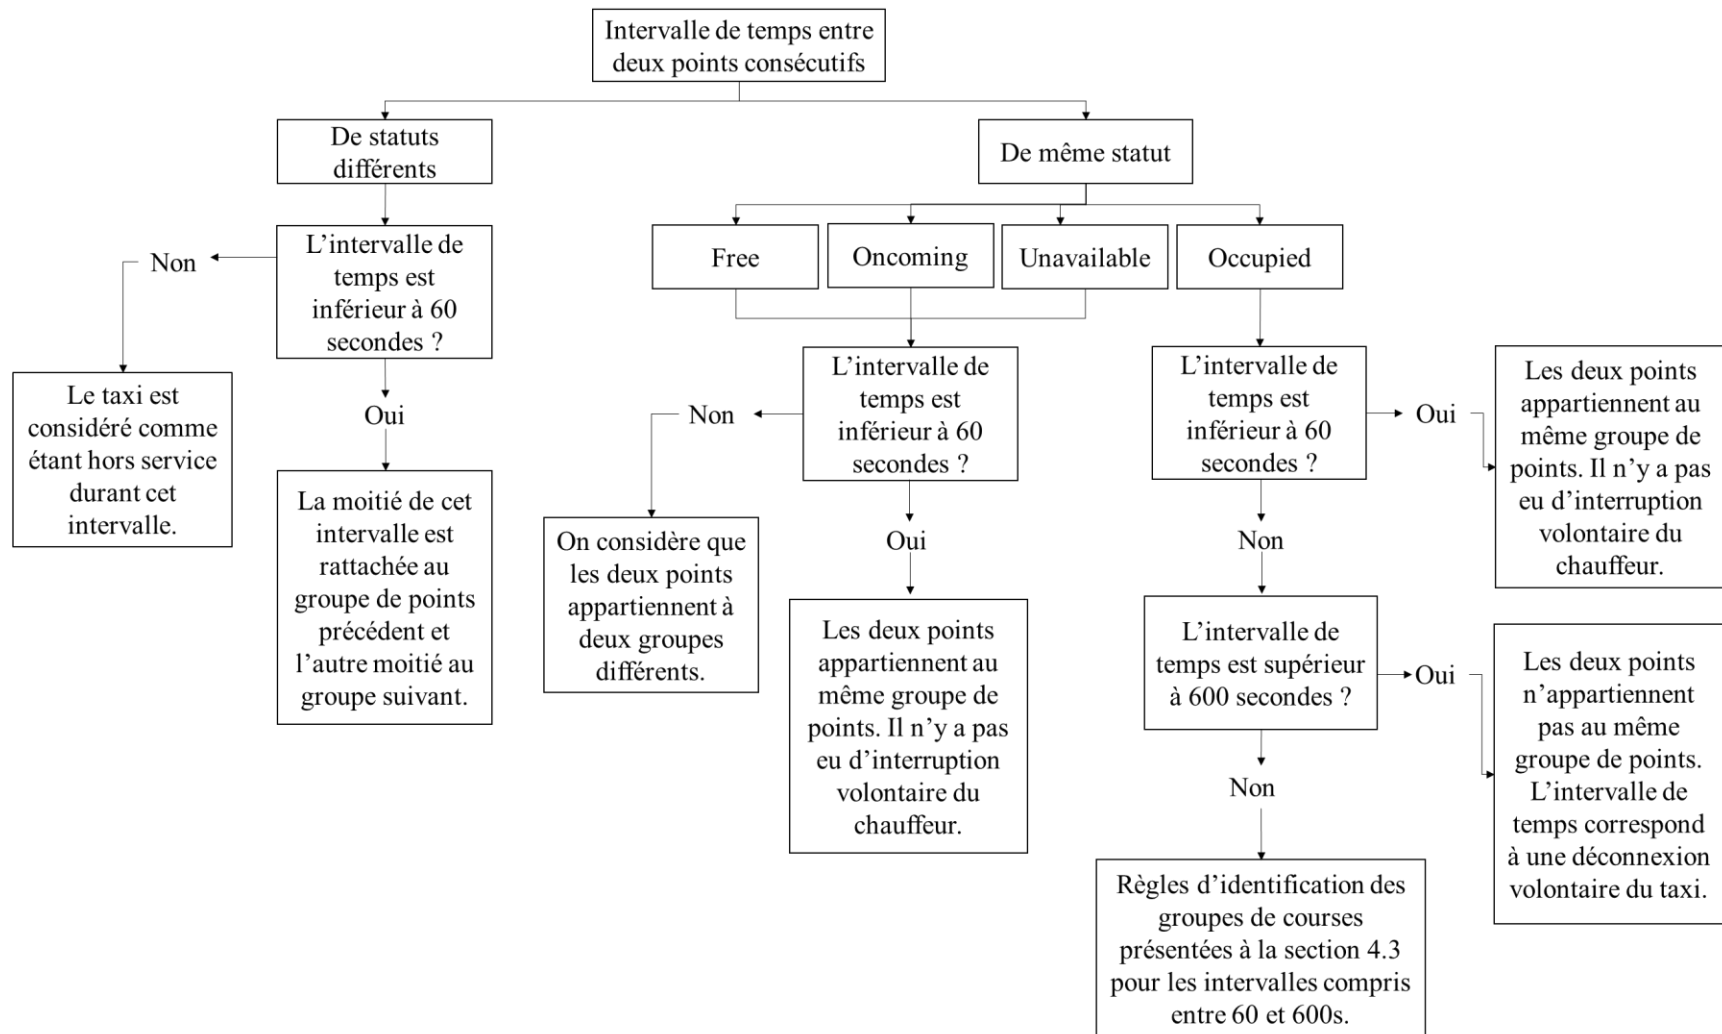 Intervalle de temps entre
deux points consécutifs
De statuts
différents
De même statut
L’intervalle de
temps est
inférieur à 60
secondes ?
Non
Free
Oncoming
Unavailable
Occupied
Le taxi est
considéré comme
étant hors service
durant cet
intervalle.
Oui
La moitié de cet
intervalle est
rattachée au
groupe de points
précédent et
l’autre moitié au
groupe suivant.
L’intervalle de
temps est
inférieur à 60
secondes ?
Non
On considère que
les deux points
appartiennent à
deux groupes
différents.
Oui
Les deux points
appartiennent au
même groupe de
points. Il n’y a pas
eu d’interruption
volontaire du
chauffeur.
L’intervalle de
temps est
inférieur à 60
secondes ?
Oui
Les deux points
appartiennent au
même groupe de
points. Il n’y a pas
eu d’interruption
volontaire du
chauffeur.
Non
L’intervalle de
temps est supérieur
à 600 secondes ?
Oui
Les deux points
n’appartiennent
pas au même
groupe de points.
L’intervalle de
temps correspond
à une déconnexion
volontaire du taxi.
Non
Règles d’identification des
groupes de courses
présentées à la section 4.3
pour les intervalles compris
entre 60 et 600s.